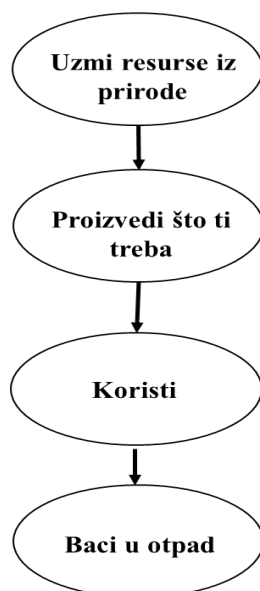 Uzmi resurse iz
prirode
Proizvedi što ti
treba
Koristi
Baci u otpad